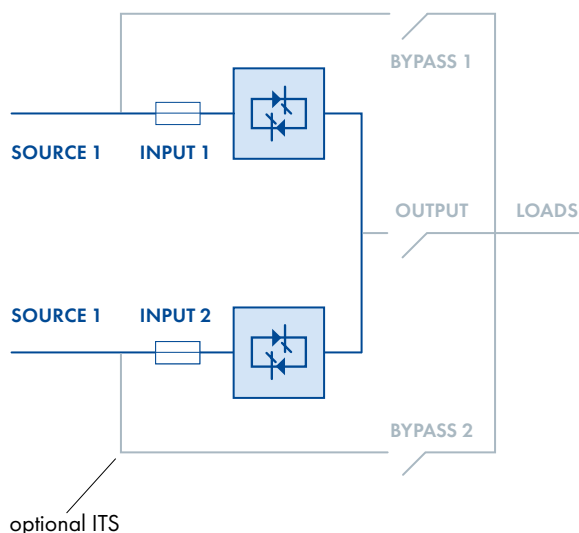 BYPASS 1
SOURCE 1
INPUT 1
OUTPUT
LOADS
SOURCE 1
INPUT 2
BYPASS 2
optional ITS